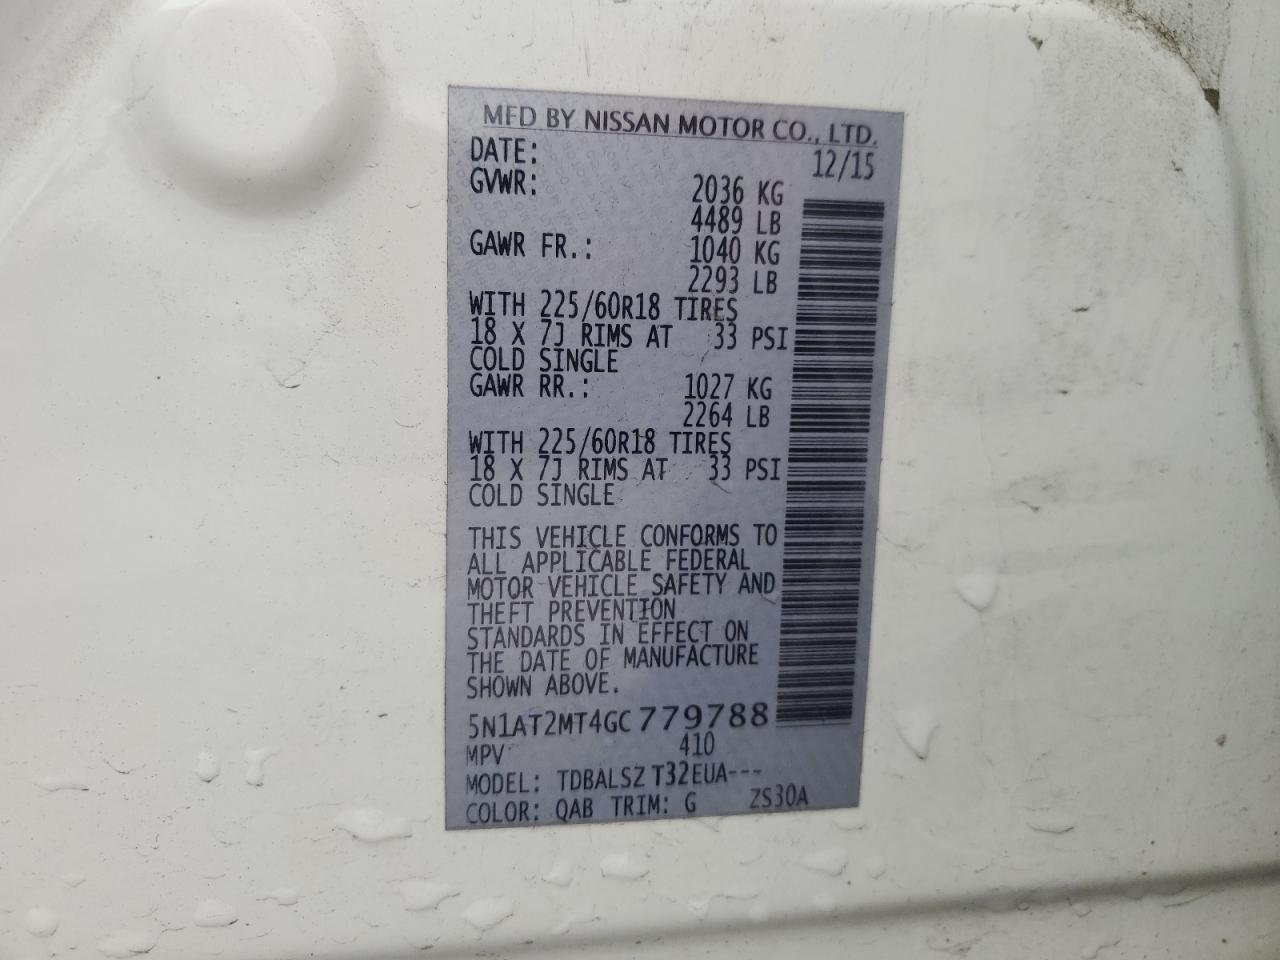 MFD BY NISSAN MOTOR CO., LTD.
DATE: 12/15
GVWR: 2036 KG
4489 LB
GAWR FR.: 1040 KG
2293 LB
WITH 225/60R18 TIRES
18 X 7J RIMS AT 33 PSI
COLD SINGLE
GAWR RR.: 1027 KG
2264 LB
WITH 225/60R18 TIRES
18 X 7J RIMS AT 33 PSI
COLD SINGLE
THIS VEHICLE CONFORMS TO
ALL APPLICABLE FEDERAL
MOTOR VEHICLE SAFETY AND
THEFT PREVENTION
STANDARDS IN EFFECT ON
THE DATE OF MANUFACTURE
SHOWN ABOVE.
5N1AT2MT4GC779788
MPV 410
MODEL: TDBALSZ T32EUA---
COLOR: QAB TRIM: G ZS30A